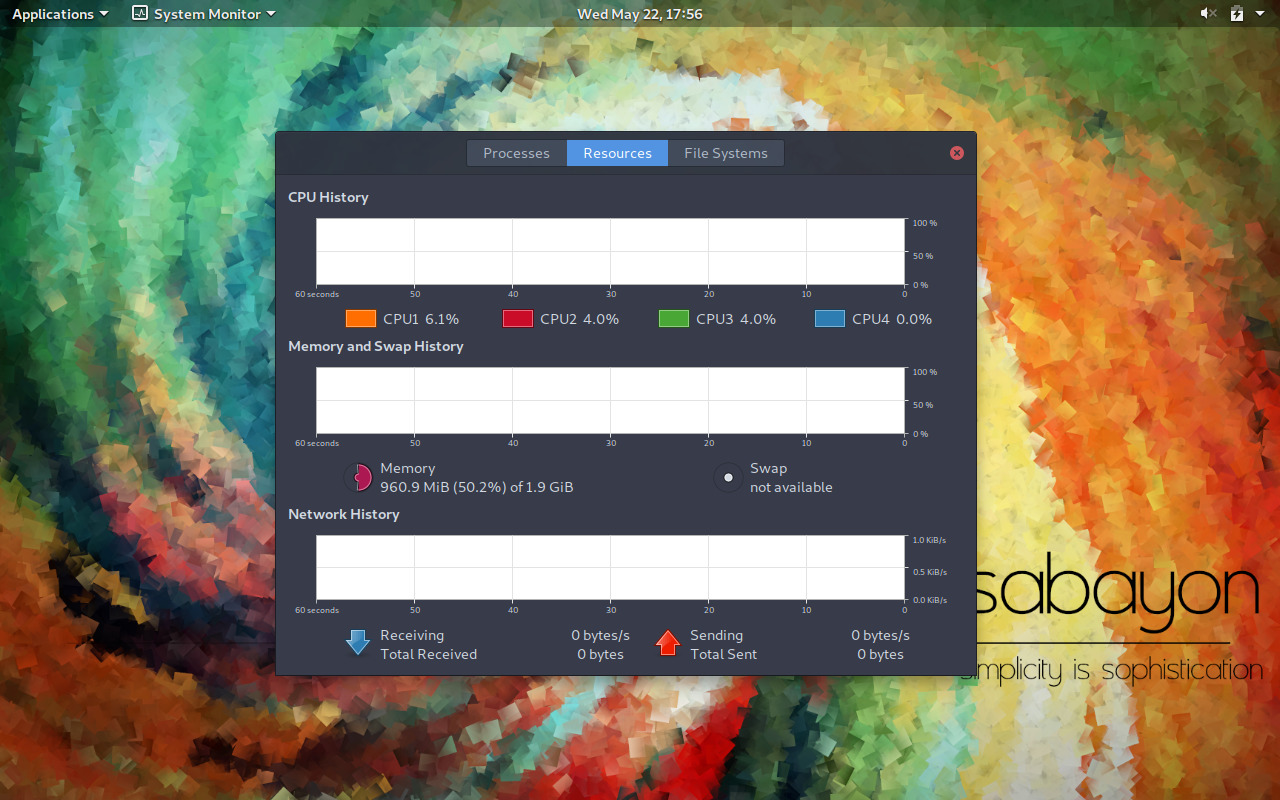 Applications System Monitor Wed May 22, 17:56
Processes Resources File Systems
CPU History
100 %
50 %
0 %
60 seconds 50 40 30 20 10 0
CPU1 6.1% CPU2 4.0% CPU3 4.0% CPU4 0.0%
Memory and Swap History
100 %
50 %
0 %
60 seconds 50 40 30 20 10 0
Memory
960.9 MiB (50.2%) of 1.9 GiB
Swap
not available
Network History
1.0 KiB/s
0.5 KiB/s
0.0 KiB/s
60 seconds 50 40 30 20 10 0
Receiving 0 bytes/s
Total Received 0 bytes
Sending 0 bytes/s
Total Sent 0 bytes
sabayon
simplicity is sophistication